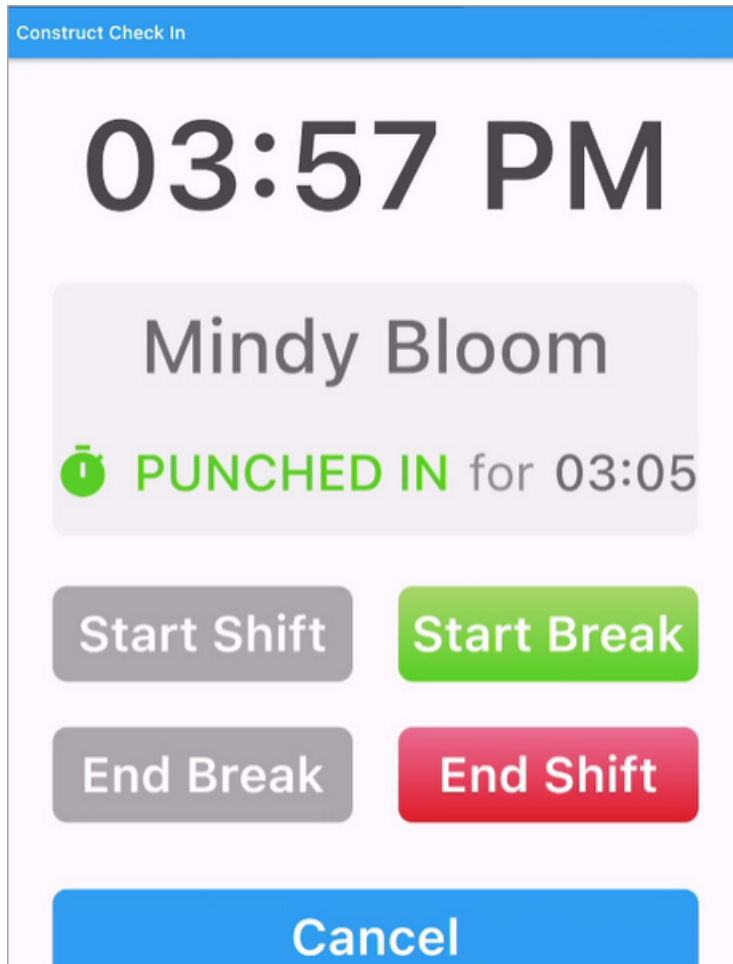 Construct Check In
03:57 PM
Mindy Bloom
PUNCHED IN for 03:05
Start Shift
Start Break
End Break
End Shift
Cancel